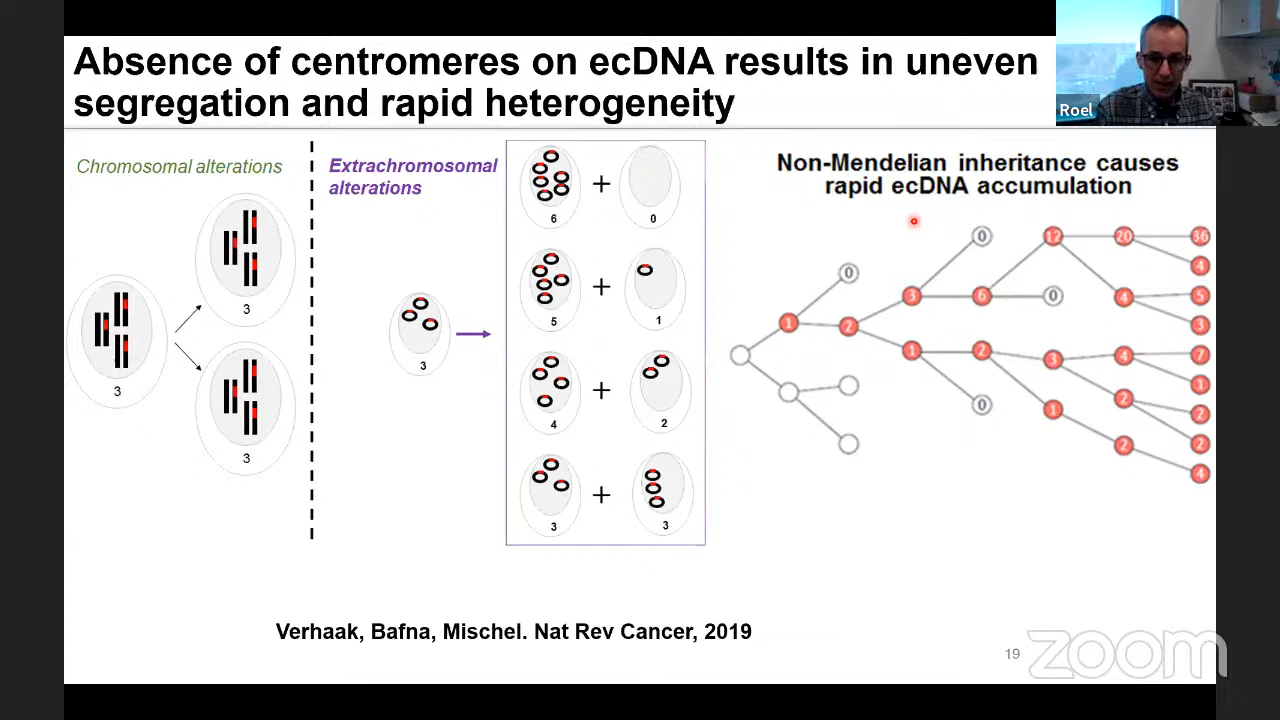 Absence of centromeres on ecDNA results in uneven
segregation and rapid heterogeneity
Roel
Chromosomal alterations
3
3
3
Extrachromosomal
alterations
3
6
+
0
5
+
1
4
+
2
3
+
3
Non-Mendelian inheritance causes
rapid ecDNA accumulation
0 12 20 36
0 4
3 6 0 4 5
1 2 3
1 2 3 4 7
1
0 1 2 2
2 2
4
Verhaak, Bafna, Mischel. Nat Rev Cancer, 2019
19
zoom